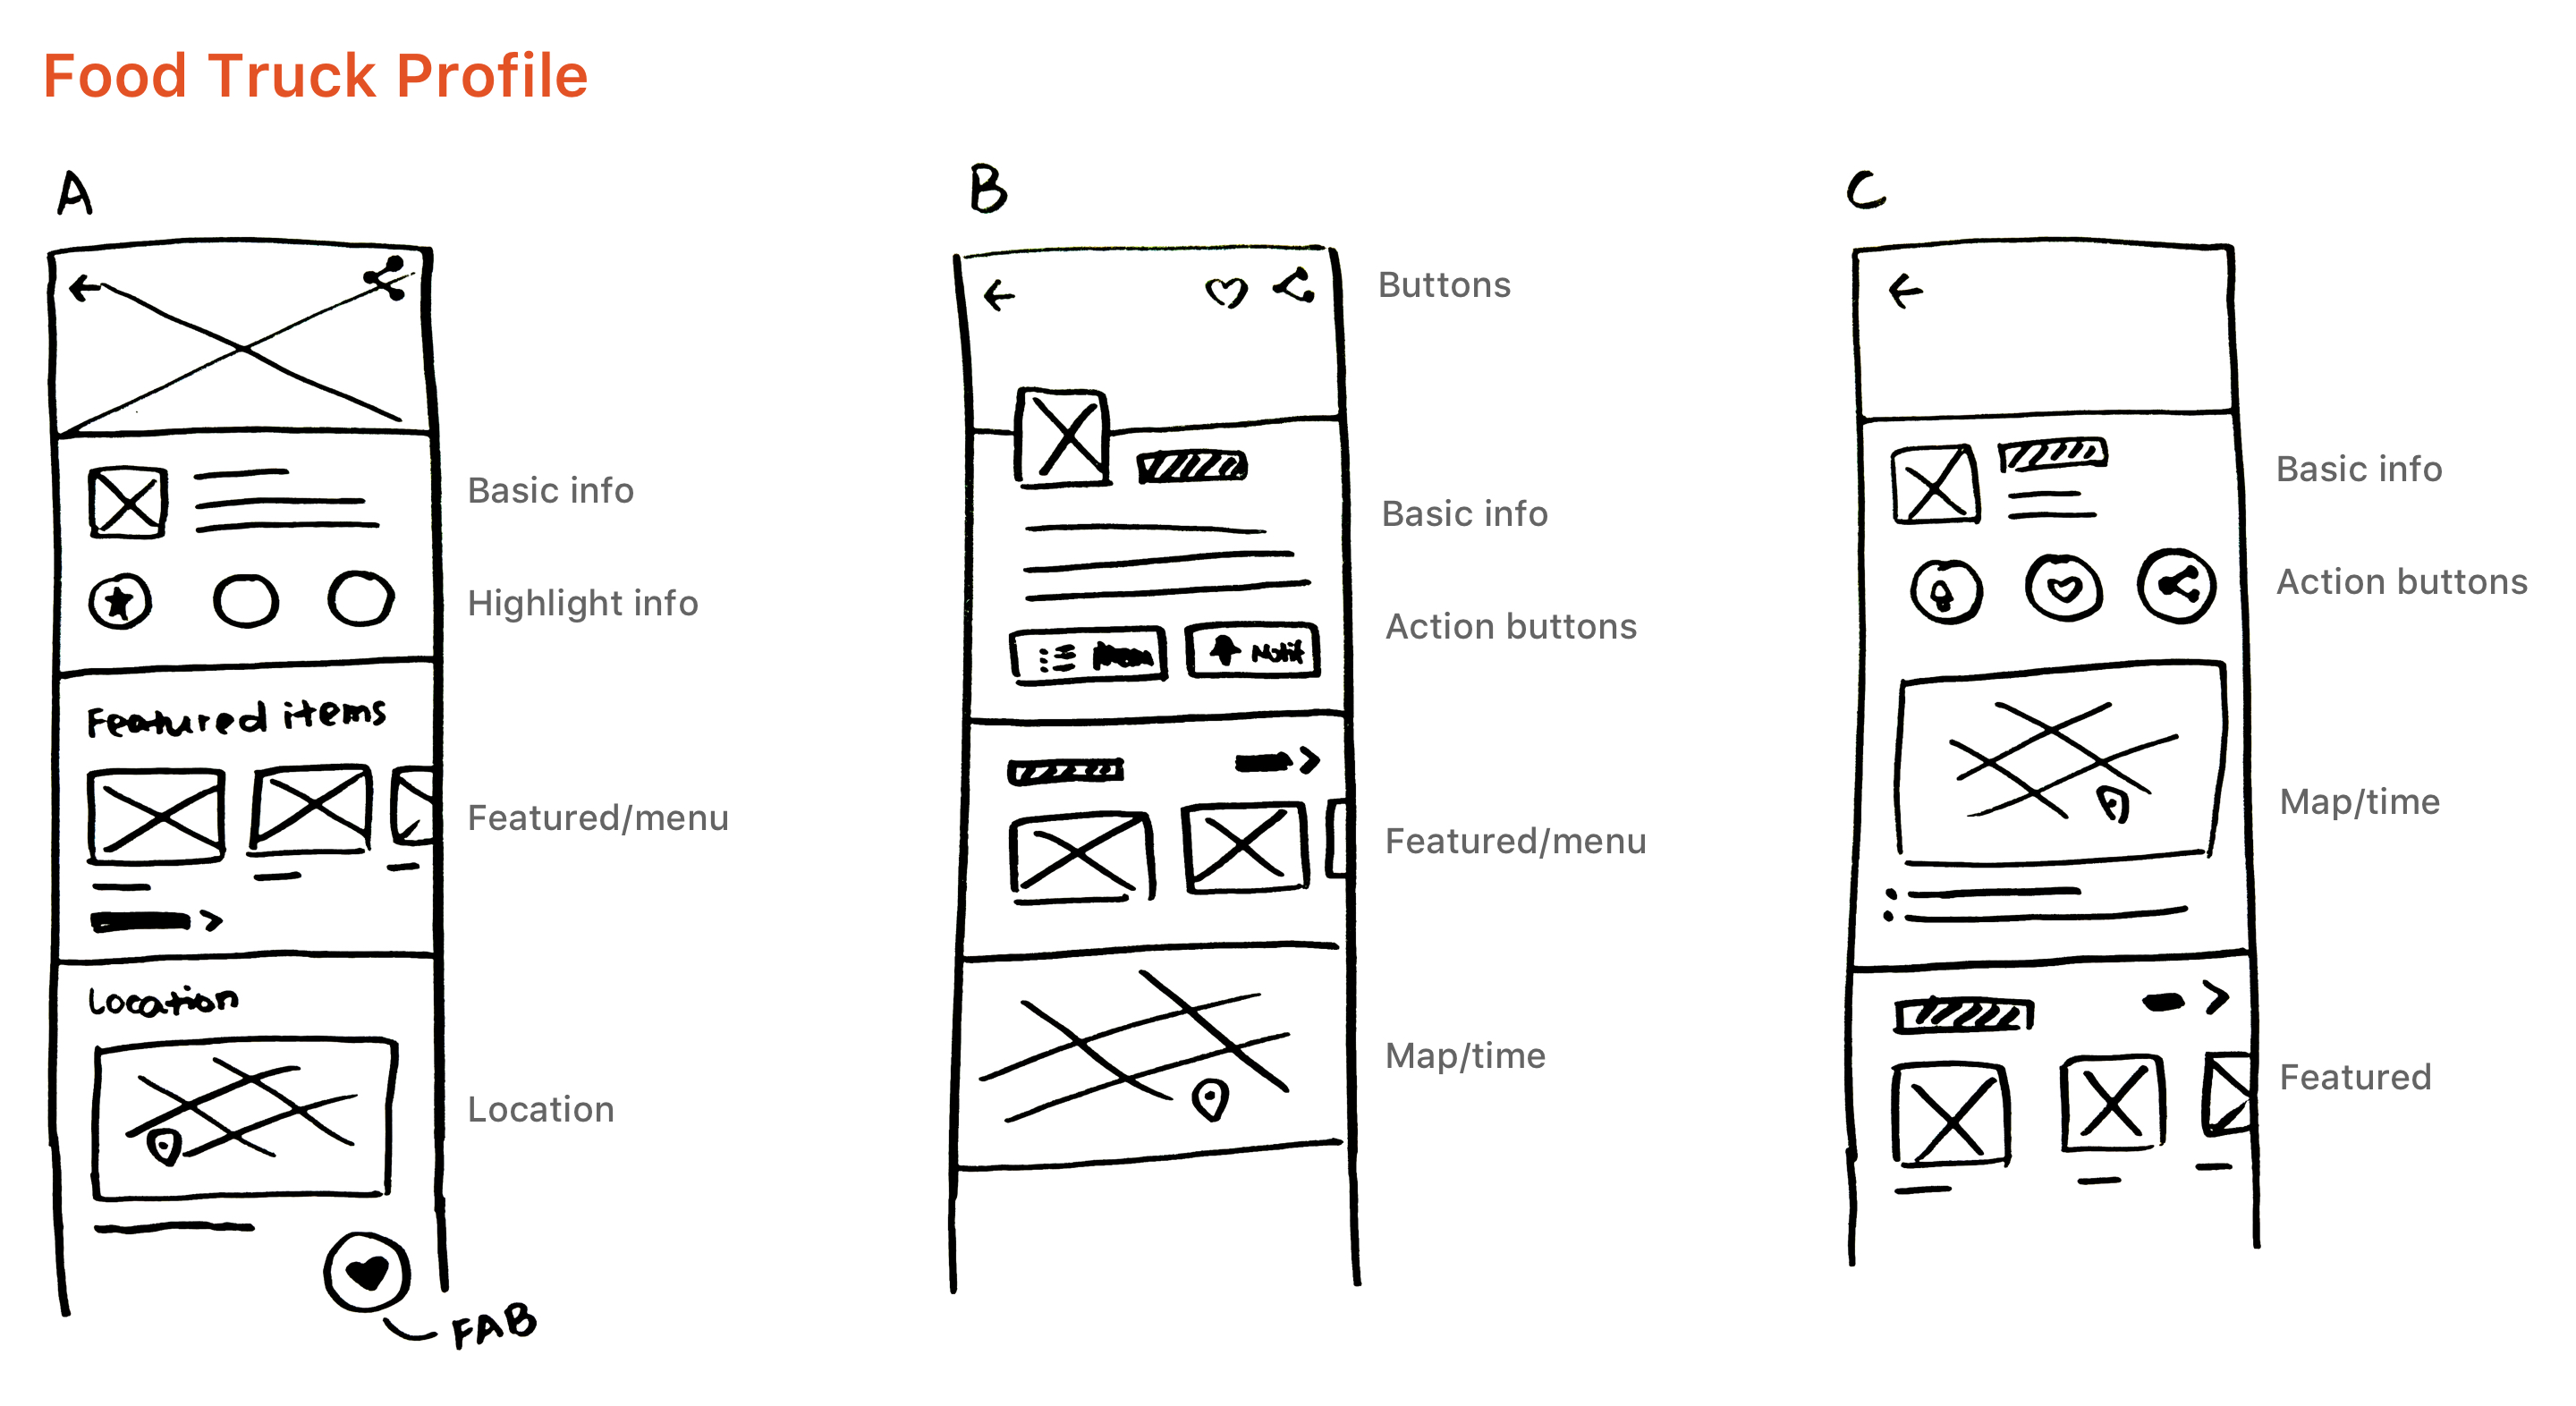 Food Truck Profile
A
Basic info
Highlight info
Featured items
Featured/menu
Location
Location
FAB
B
Buttons
Basic info
Action buttons
Notif
Featured/menu
Map/time
C
Basic info
Action buttons
Map/time
Featured